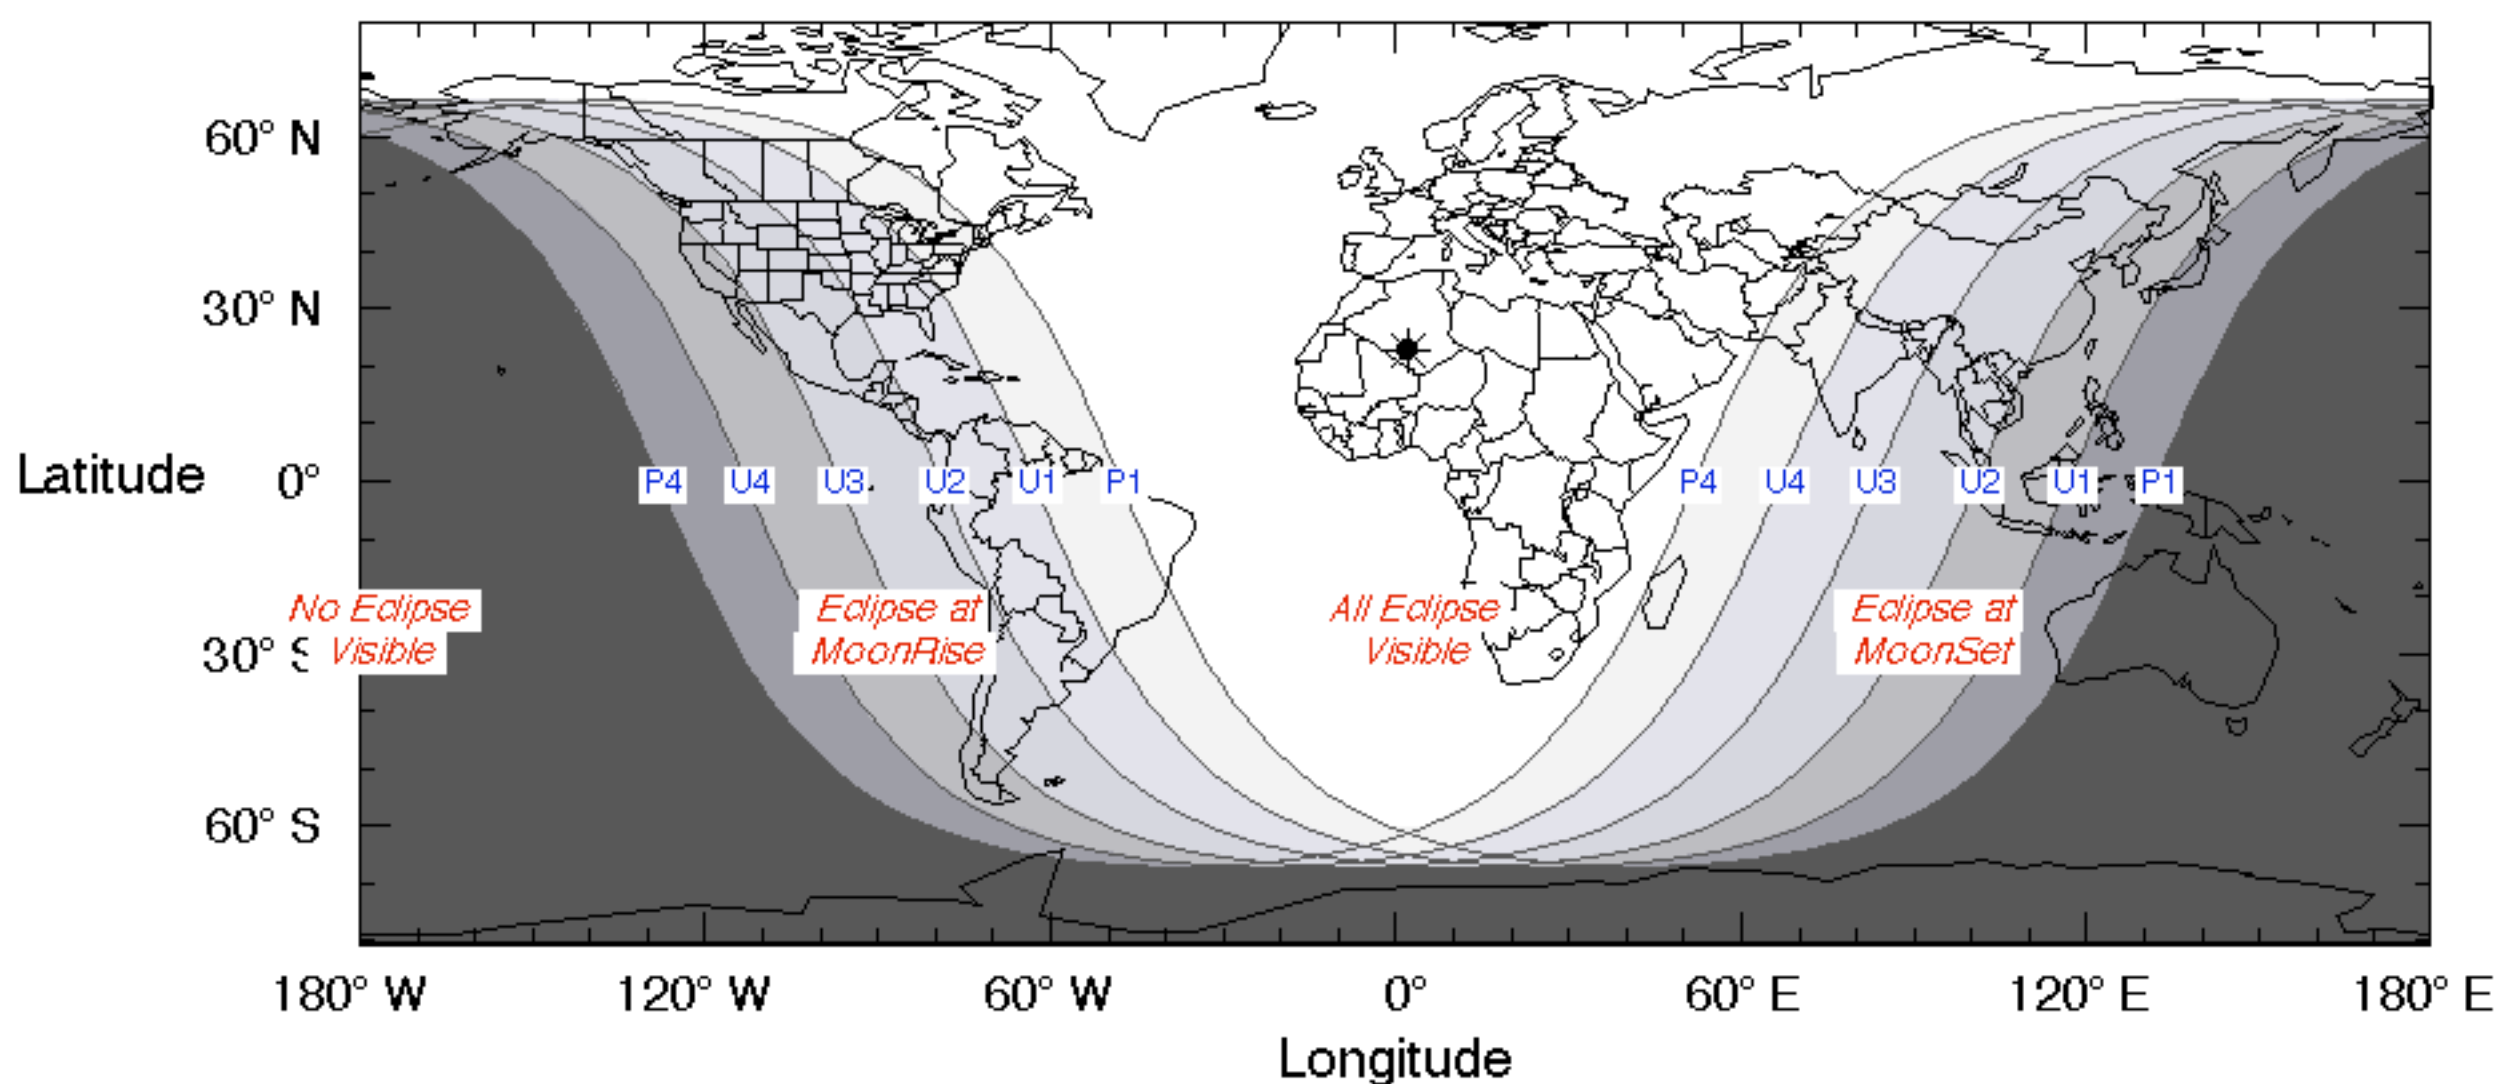 60° N
30° N
Latitude 0°
P4 U4 U3 U2 U1 P1 P4 U4 U3 U2 U1 P1
No Eclipse Eclipse at All Eclipse Eclipse at
30° S Visible MoonRise Visible MoonSet
60° S
180° W 120° W 60° W 0° 60° E 120° E 180° E
Longitude